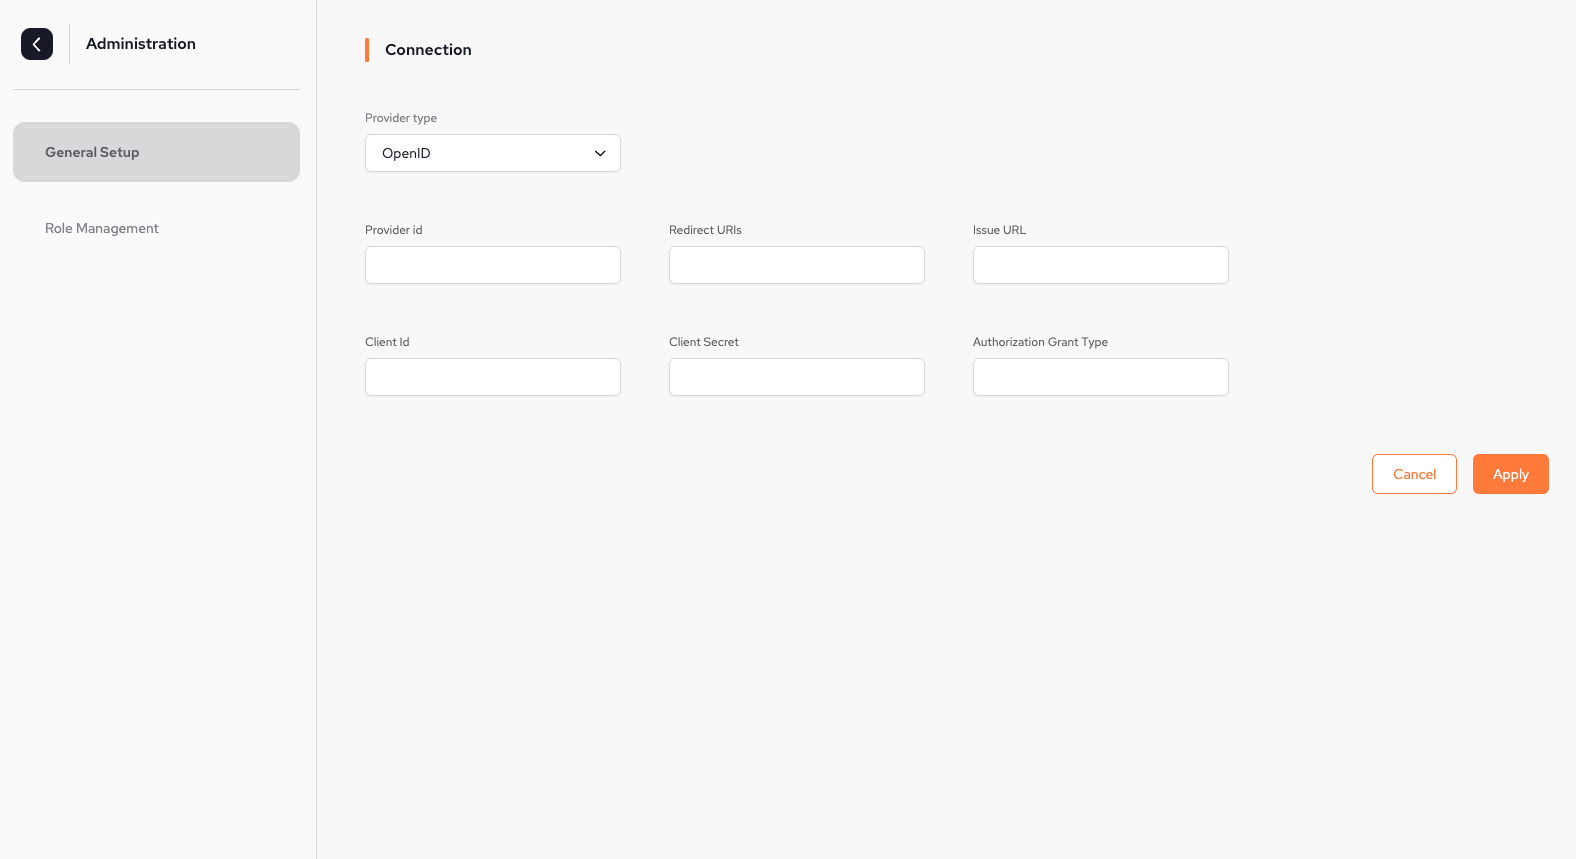 Administration
General Setup
Role Management
Connection
Provider type
OpenID
Provider id
Redirect URIs
Issue URL
Client Id
Client Secret
Authorization Grant Type
Cancel
Apply